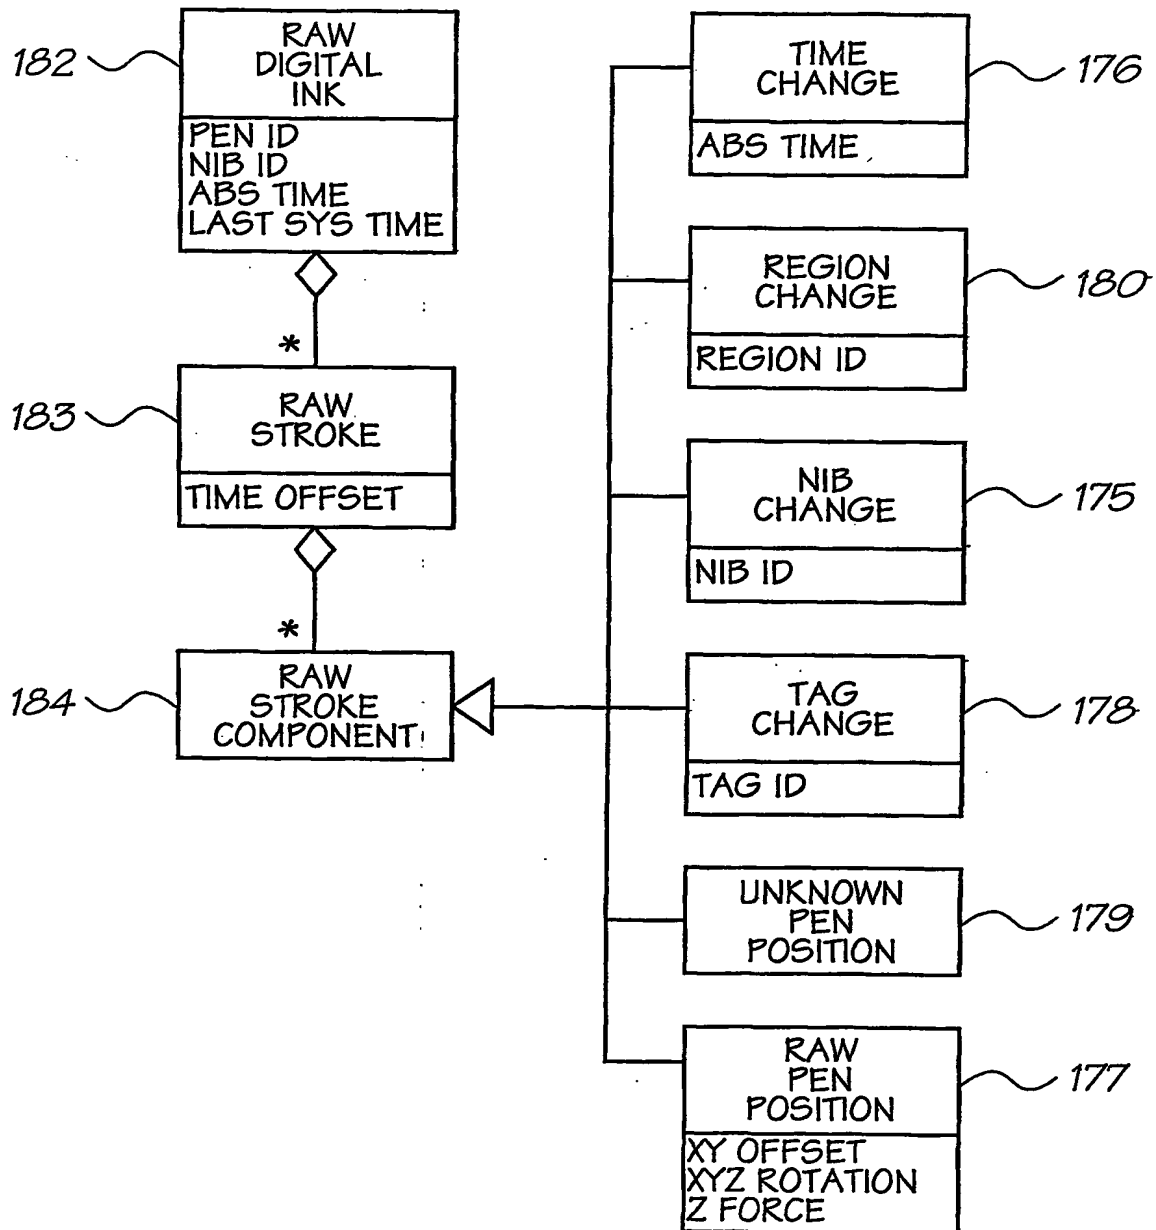 182
RAW
DIGITAL
INK
PEN ID
NIB ID
ABS TIME
LAST SYS TIME
*
183
RAW
STROKE
TIME OFFSET
*
184
RAW
STROKE
COMPONENT
TIME
CHANGE
ABS TIME
176
REGION
CHANGE
REGION ID
180
NIB
CHANGE
NIB ID
175
TAG
CHANGE
TAG ID
178
UNKNOWN
PEN
POSITION
179
RAW
PEN
POSITION
XY OFFSET
XYZ ROTATION
Z FORCE
177